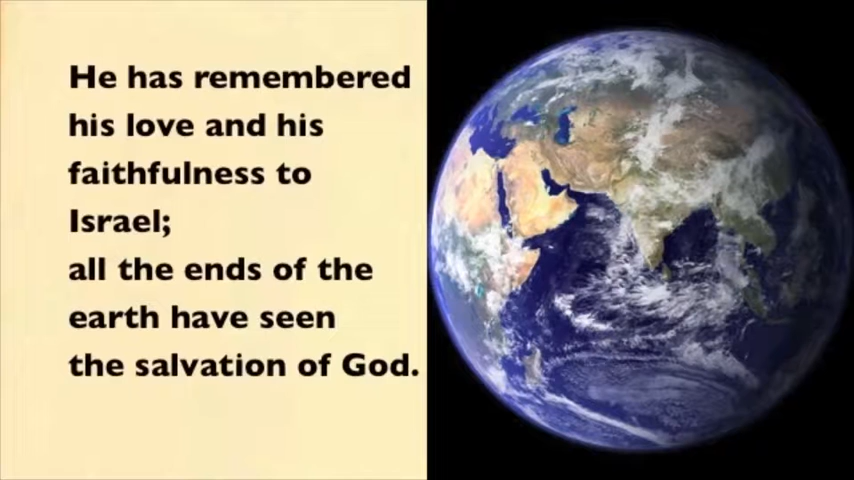 He has remembered
his love and his
faithfulness to
Israel;
all the ends of the
earth have seen
the salvation of God.